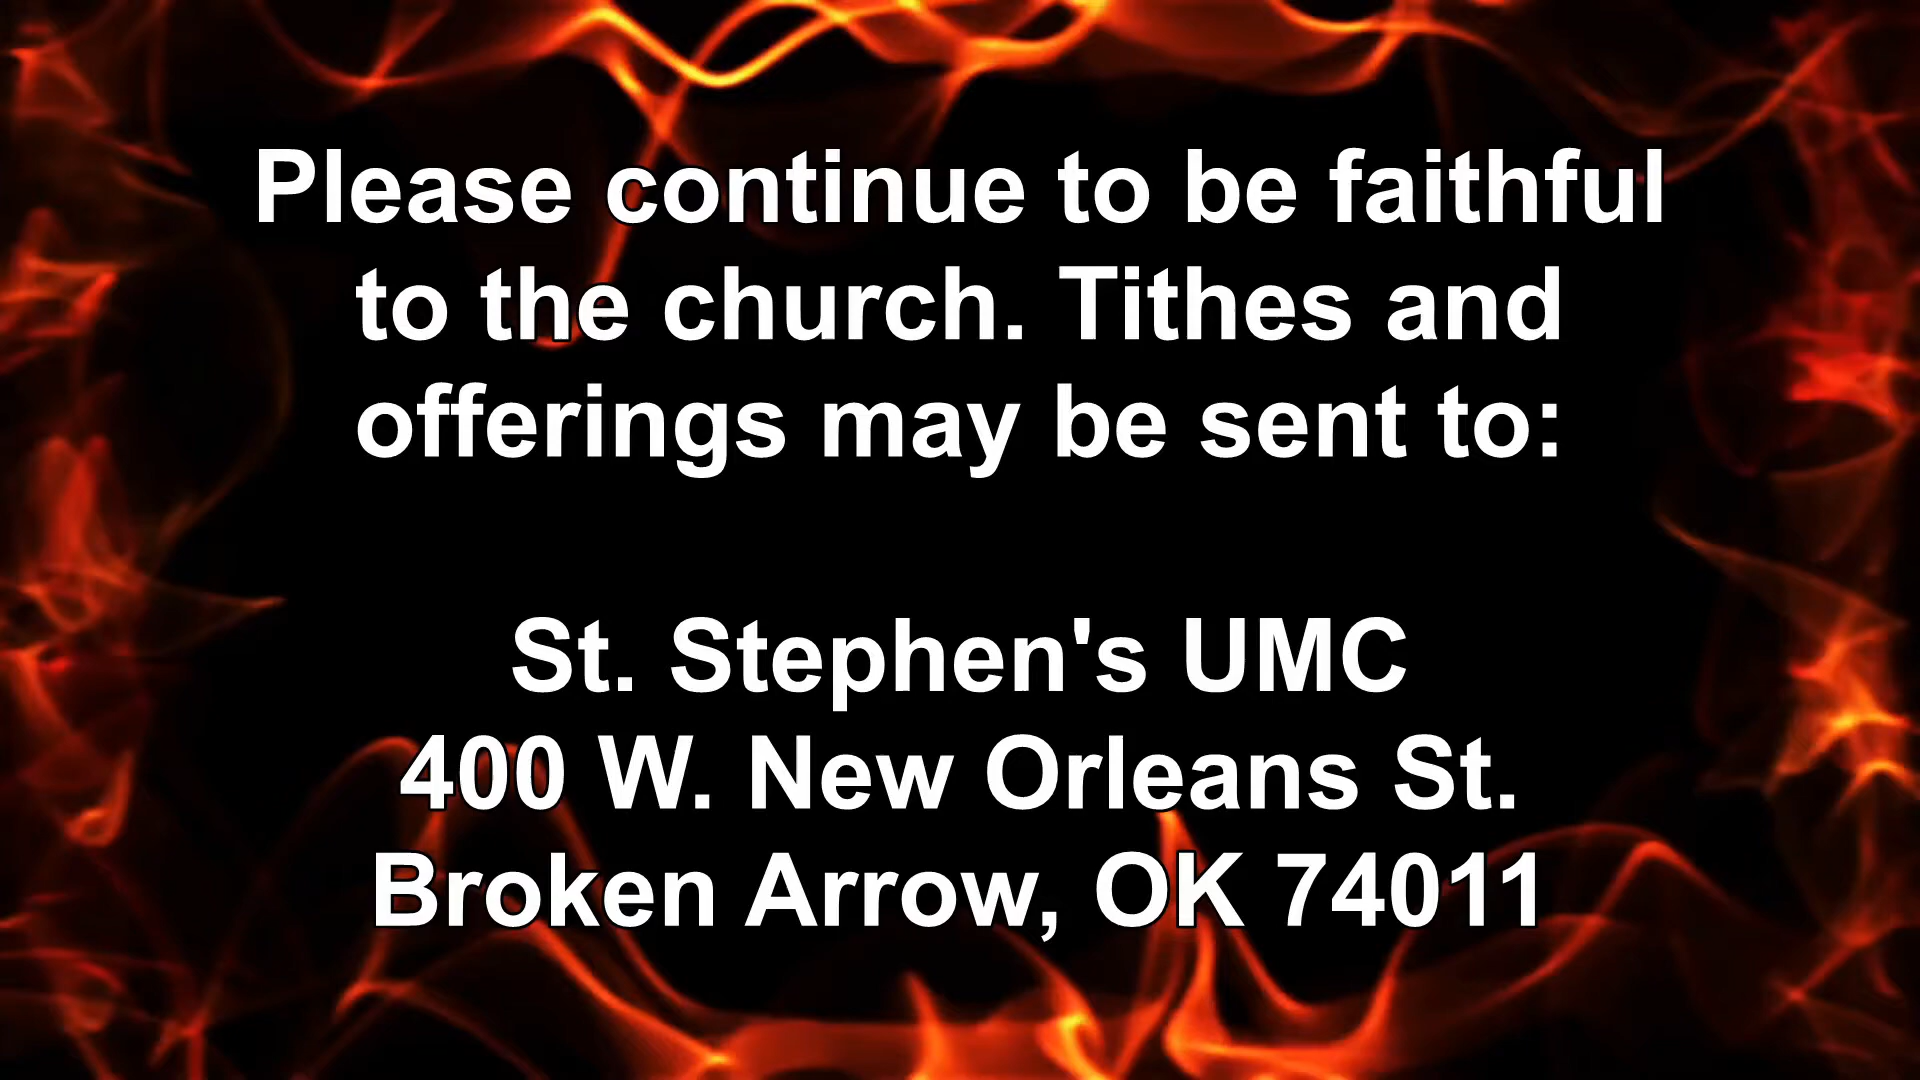 Please continue to be faithful
to the church. Tithes and
offerings may be sent to:
St. Stephen's UMC
400 W. New Orleans St.
Broken Arrow, OK 74011